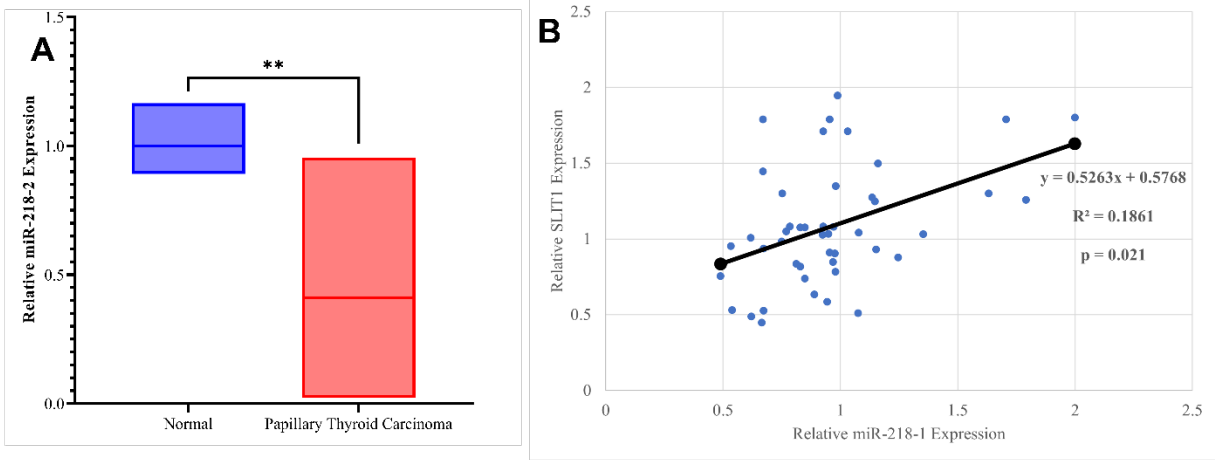 A
1.5
**
1.0
Relative miR-218-2 Expression
0.5
0.0
Normal
Papillary Thyroid Carcinoma
B
2.5
2
1.5
y = 0.5263x + 0.5768
R² = 0.1861
p = 0.021
Relative SLIT1 Expression
1
0.5
0
0
0.5
1
1.5
2
2.5
Relative miR-218-1 Expression